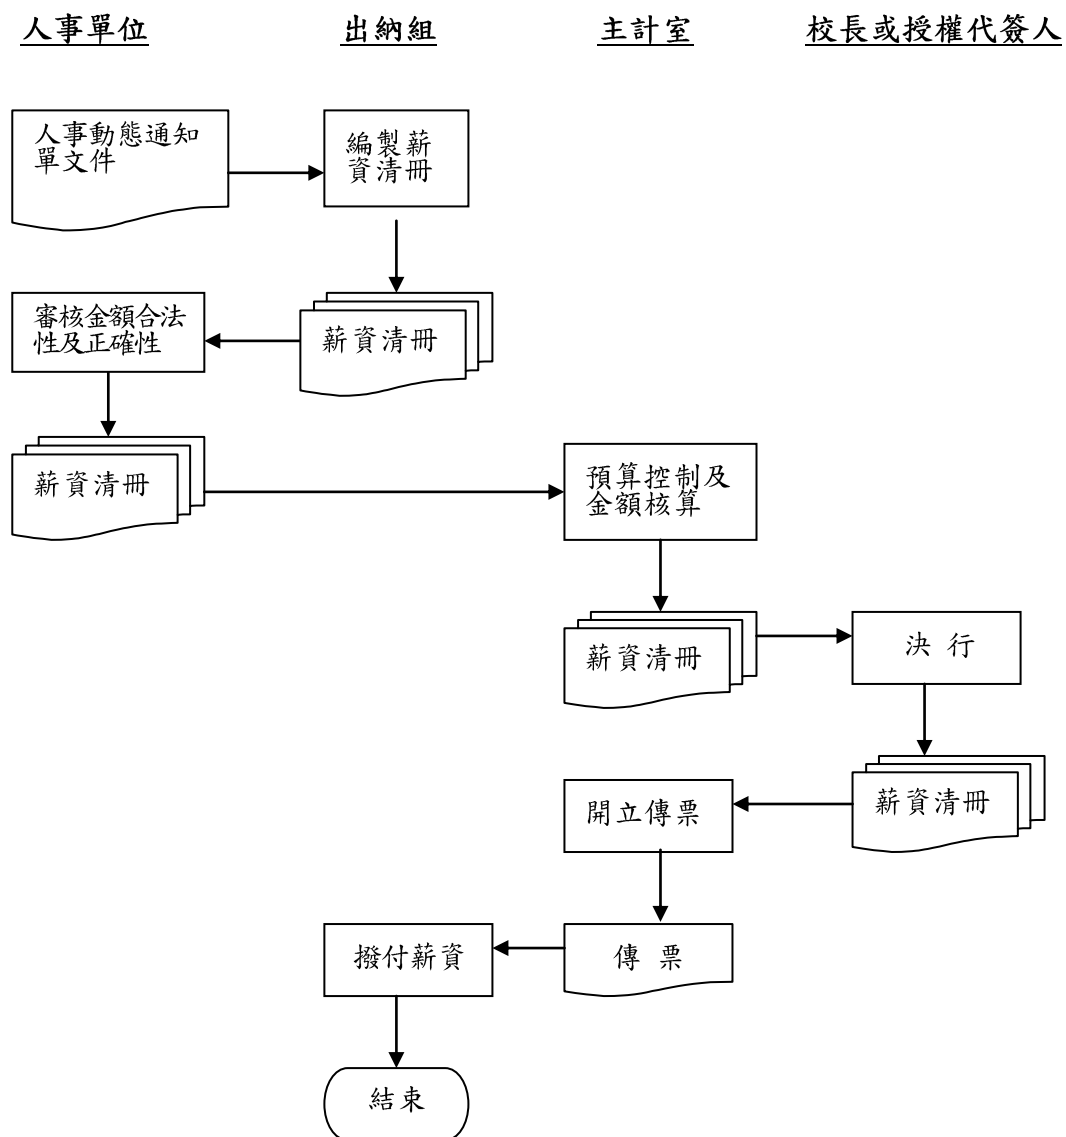 人事單位
出納組
主計室
校長或授權代簽人
人事動態通知
單文件
編製薪
資清冊
審核金額合法
性及正確性
薪資清冊
薪資清冊
預算控制及
金額核算
薪資清冊
決 行
開立傳票
薪資清冊
撥付薪資
傳 票
結束